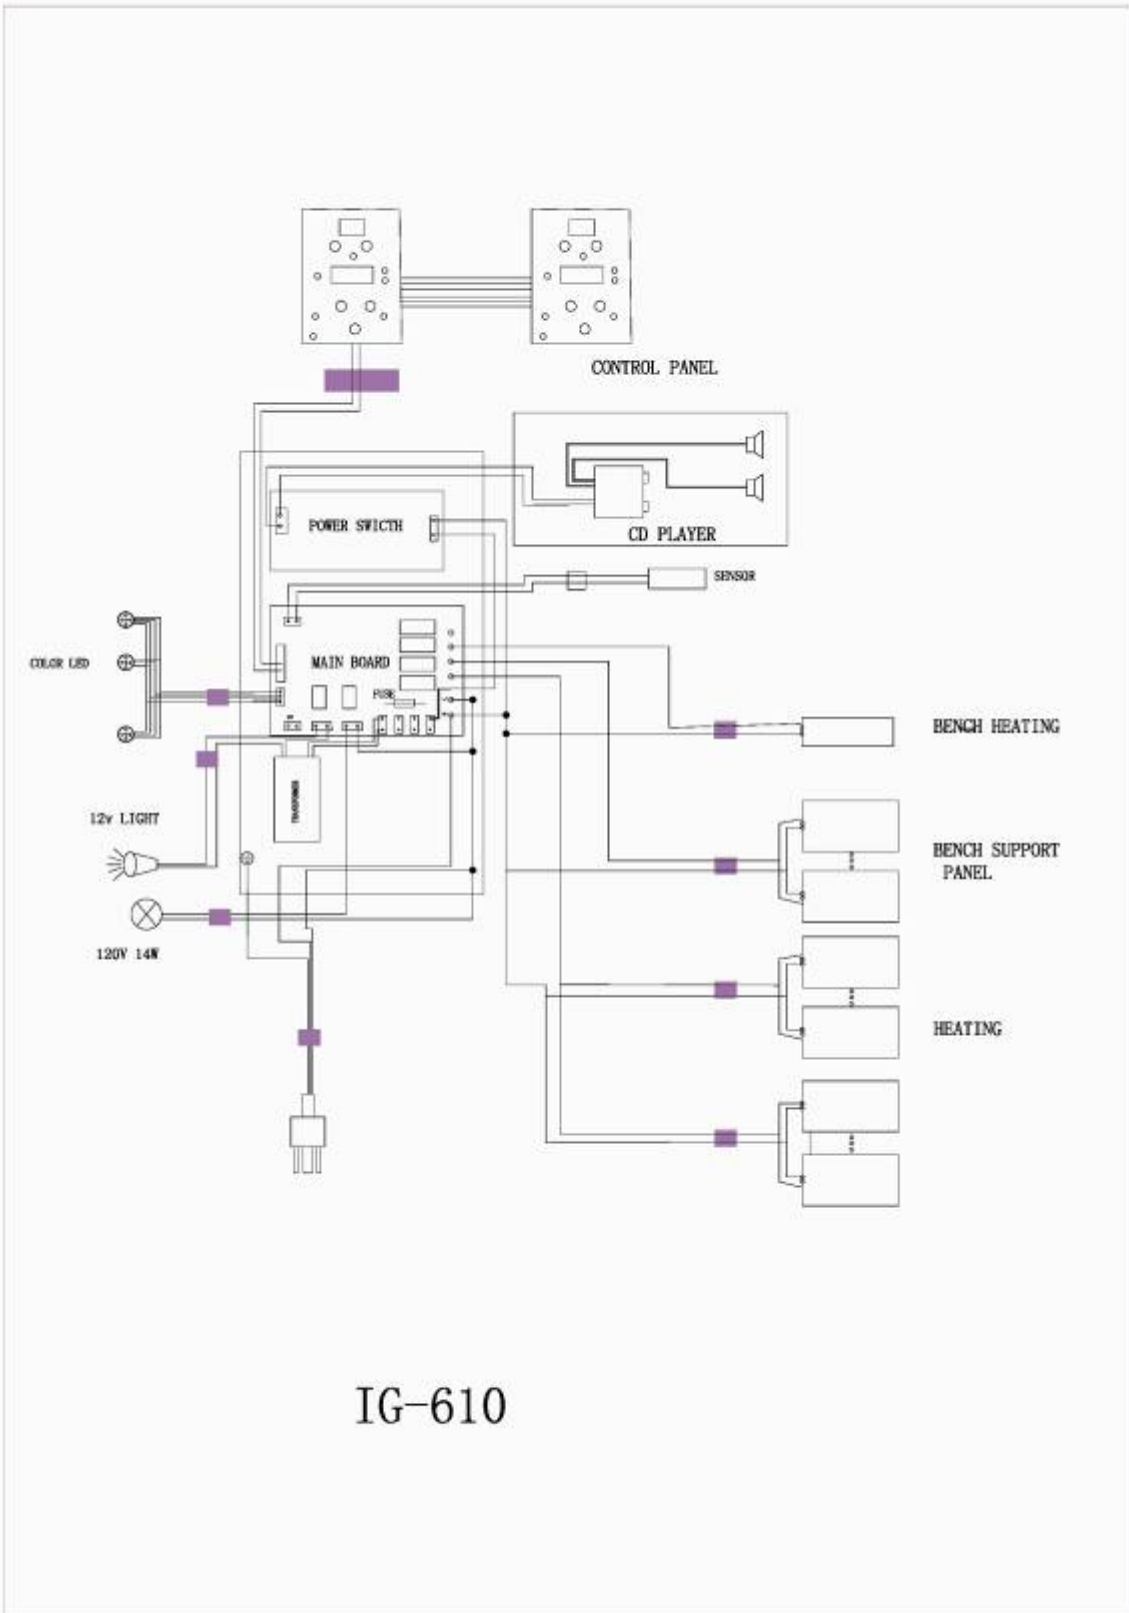 CONTROL PANEL
POWER SWICTH
CD PLAYER
SENSOR
COLOR LED
MAIN BOARD
FUSE
BENCH HEATING
12v LIGHT
BENCH SUPPORT
PANEL
120V 14W
HEATING
IG-610